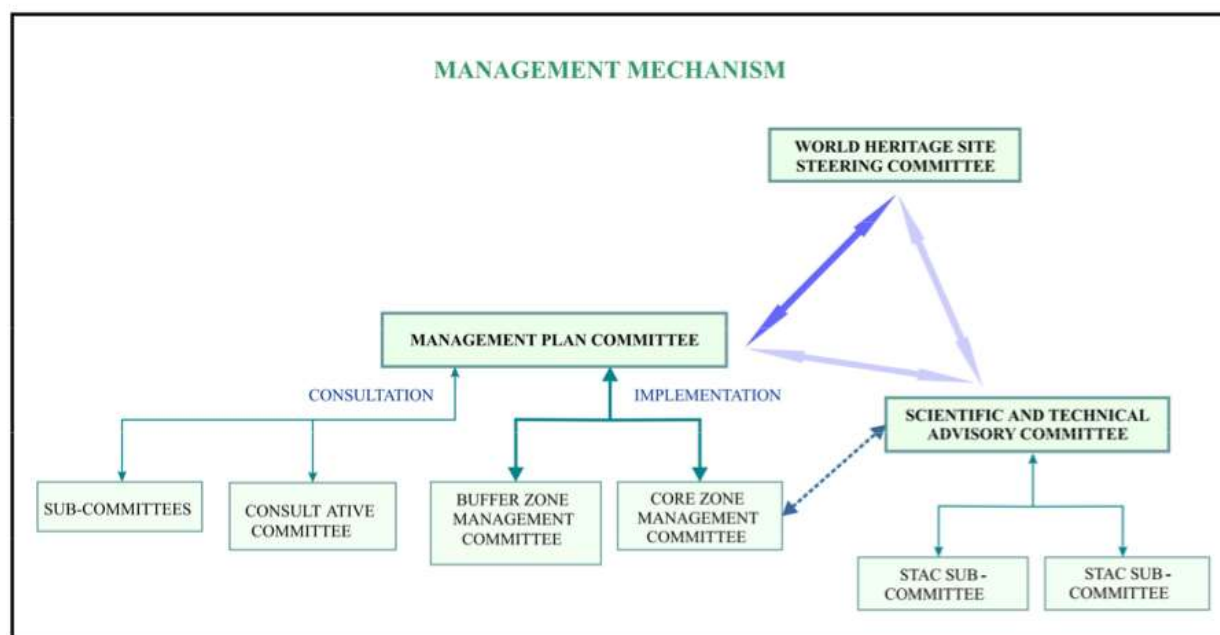 MANAGEMENT MECHANISM
WORLD HERITAGE SITE
STEERING COMMITTEE
MANAGEMENT PLAN COMMITTEE
CONSULTATION
IMPLEMENTATION
SCIENTIFIC AND TECHNICAL
ADVISORY COMMITTEE
SUB-COMMITTEES
CONSULT ATIVE
COMMITTEE
BUFFER ZONE
MANAGEMENT
COMMITTEE
CORE ZONE
MANAGEMENT
COMMITTEE
STAC SUB -
COMMITTEE
STAC SUB -
COMMITTEE